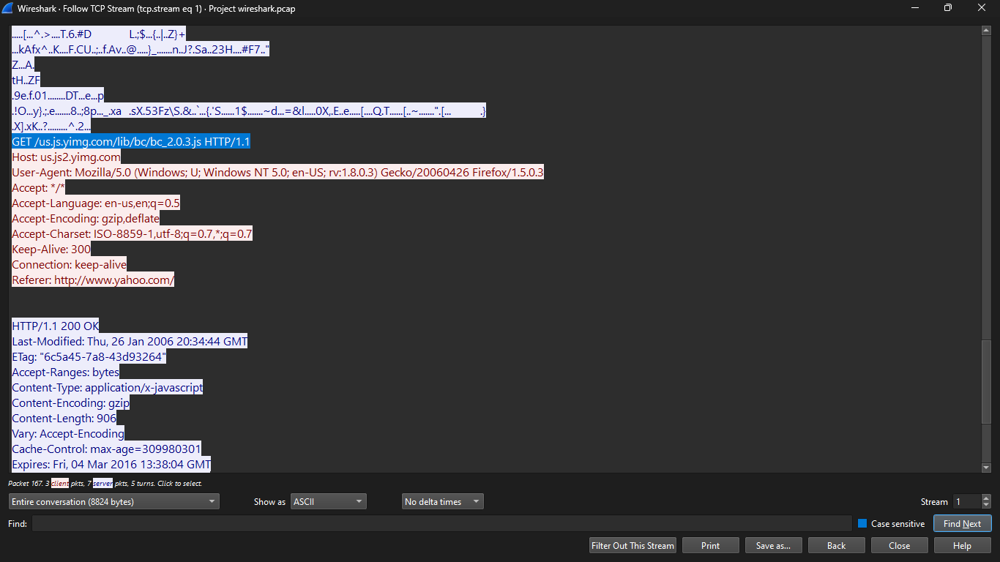 Wireshark · Follow TCP Stream (tcp.stream eq 1) · Project wireshark.pcap
.....[...^.>....T.6.#D L.;$...{..|..Z}+
...kAfx^..K....F.CU..;..f.Av..@.....}_.......n..J?.Sa..23H....#F7.."
Z...A.
tH..ZF
.9e.f.01........DT...e...p
.!O...y}.;.e.......8..;8p..._.xa .sX.53Fz\S.&..`...{.'S......1$.......~d...=&l.....0X,.E..e.....[....Q.T......[..~.......".[... .}
.X].xK..?.........^.2...
GET /us.js.yimg.com/lib/bc/bc_2.0.3.js HTTP/1.1
Host: us.js2.yimg.com
User-Agent: Mozilla/5.0 (Windows; U; Windows NT 5.0; en-US; rv:1.8.0.3) Gecko/20060426 Firefox/1.5.0.3
Accept: */*
Accept-Language: en-us,en;q=0.5
Accept-Encoding: gzip,deflate
Accept-Charset: ISO-8859-1,utf-8;q=0.7,*;q=0.7
Keep-Alive: 300
Connection: keep-alive
Referer: http://www.yahoo.com/
HTTP/1.1 200 OK
Last-Modified: Thu, 26 Jan 2006 20:34:44 GMT
ETag: "6c5a45-7a8-43d93264"
Accept-Ranges: bytes
Content-Type: application/x-javascript
Content-Encoding: gzip
Content-Length: 906
Vary: Accept-Encoding
Cache-Control: max-age=309980301
Expires: Fri, 04 Mar 2016 13:38:04 GMT
Packet 167. 3 client pkts, 7 server pkts, 5 turns. Click to select.
Entire conversation (8824 bytes) Show as ASCII No delta times Stream 1
Find: Case sensitive Find Next
Filter Out This Stream Print Save as... Back Close Help